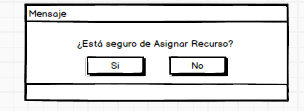 Mensaje
¿Está seguro de Asignar Recurso?
Si
No